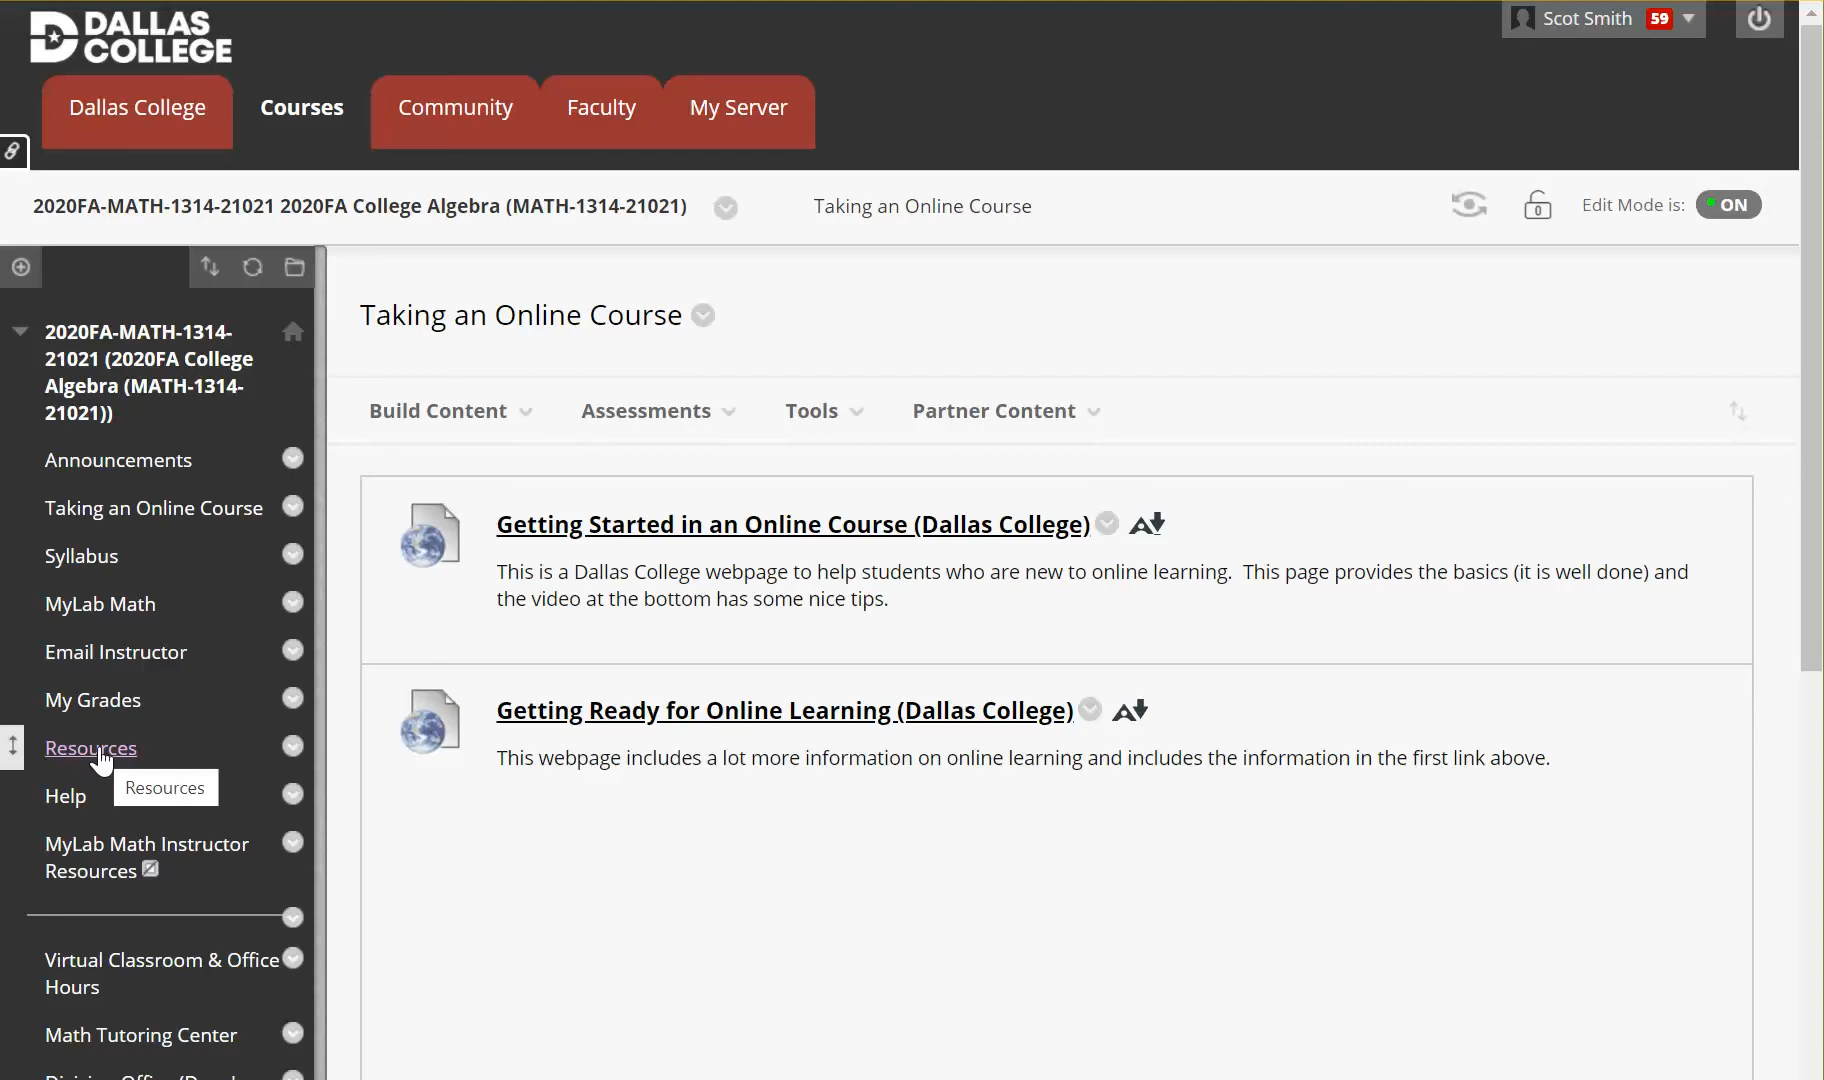 DALLAS
COLLEGE
Scot Smith 59
Dallas College
Courses
Community
Faculty
My Server
2020FA-MATH-1314-21021 2020FA College Algebra (MATH-1314-21021)
Taking an Online Course
0
Edit Mode is: ON
2020FA-MATH-1314-
21021 (2020FA College
Algebra (MATH-1314-
21021))
Announcements
Taking an Online Course
Syllabus
MyLab Math
Email Instructor
My Grades
Resources
Resources
Help
MyLab Math Instructor
Resources
Virtual Classroom & Office
Hours
Math Tutoring Center
Taking an Online Course
Build Content
Assessments
Tools
Partner Content
Getting Started in an Online Course (Dallas College)
This is a Dallas College webpage to help students who are new to online learning.  This page provides the basics (it is well done) and
the video at the bottom has some nice tips.
Getting Ready for Online Learning (Dallas College)
This webpage includes a lot more information on online learning and includes the information in the first link above.